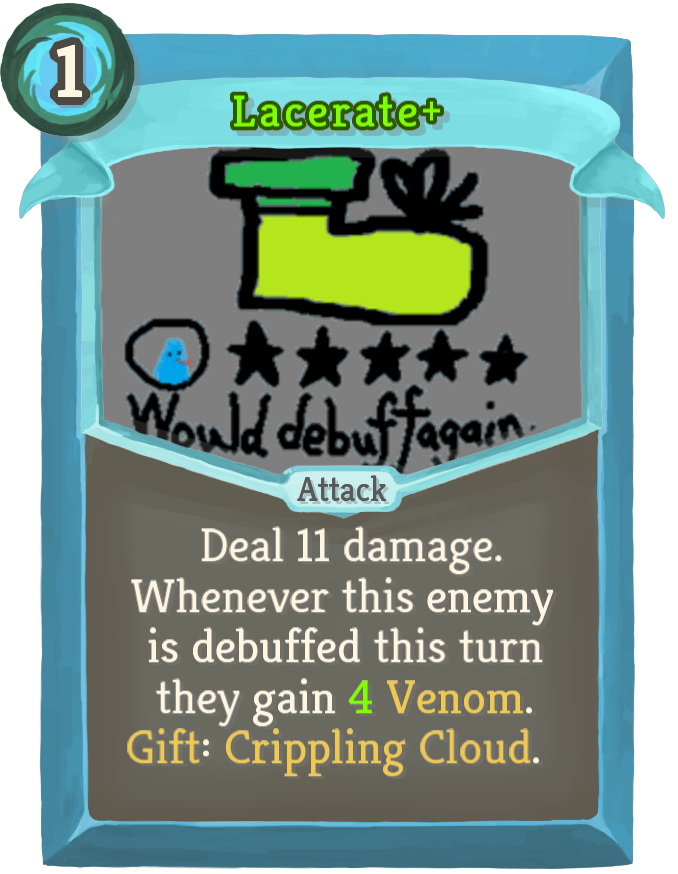 1
Lacerate+
Would debuff again.
Attack
Deal 11 damage.
Whenever this enemy
is debuffed this turn
they gain 4 Venom.
Gift: Crippling Cloud.